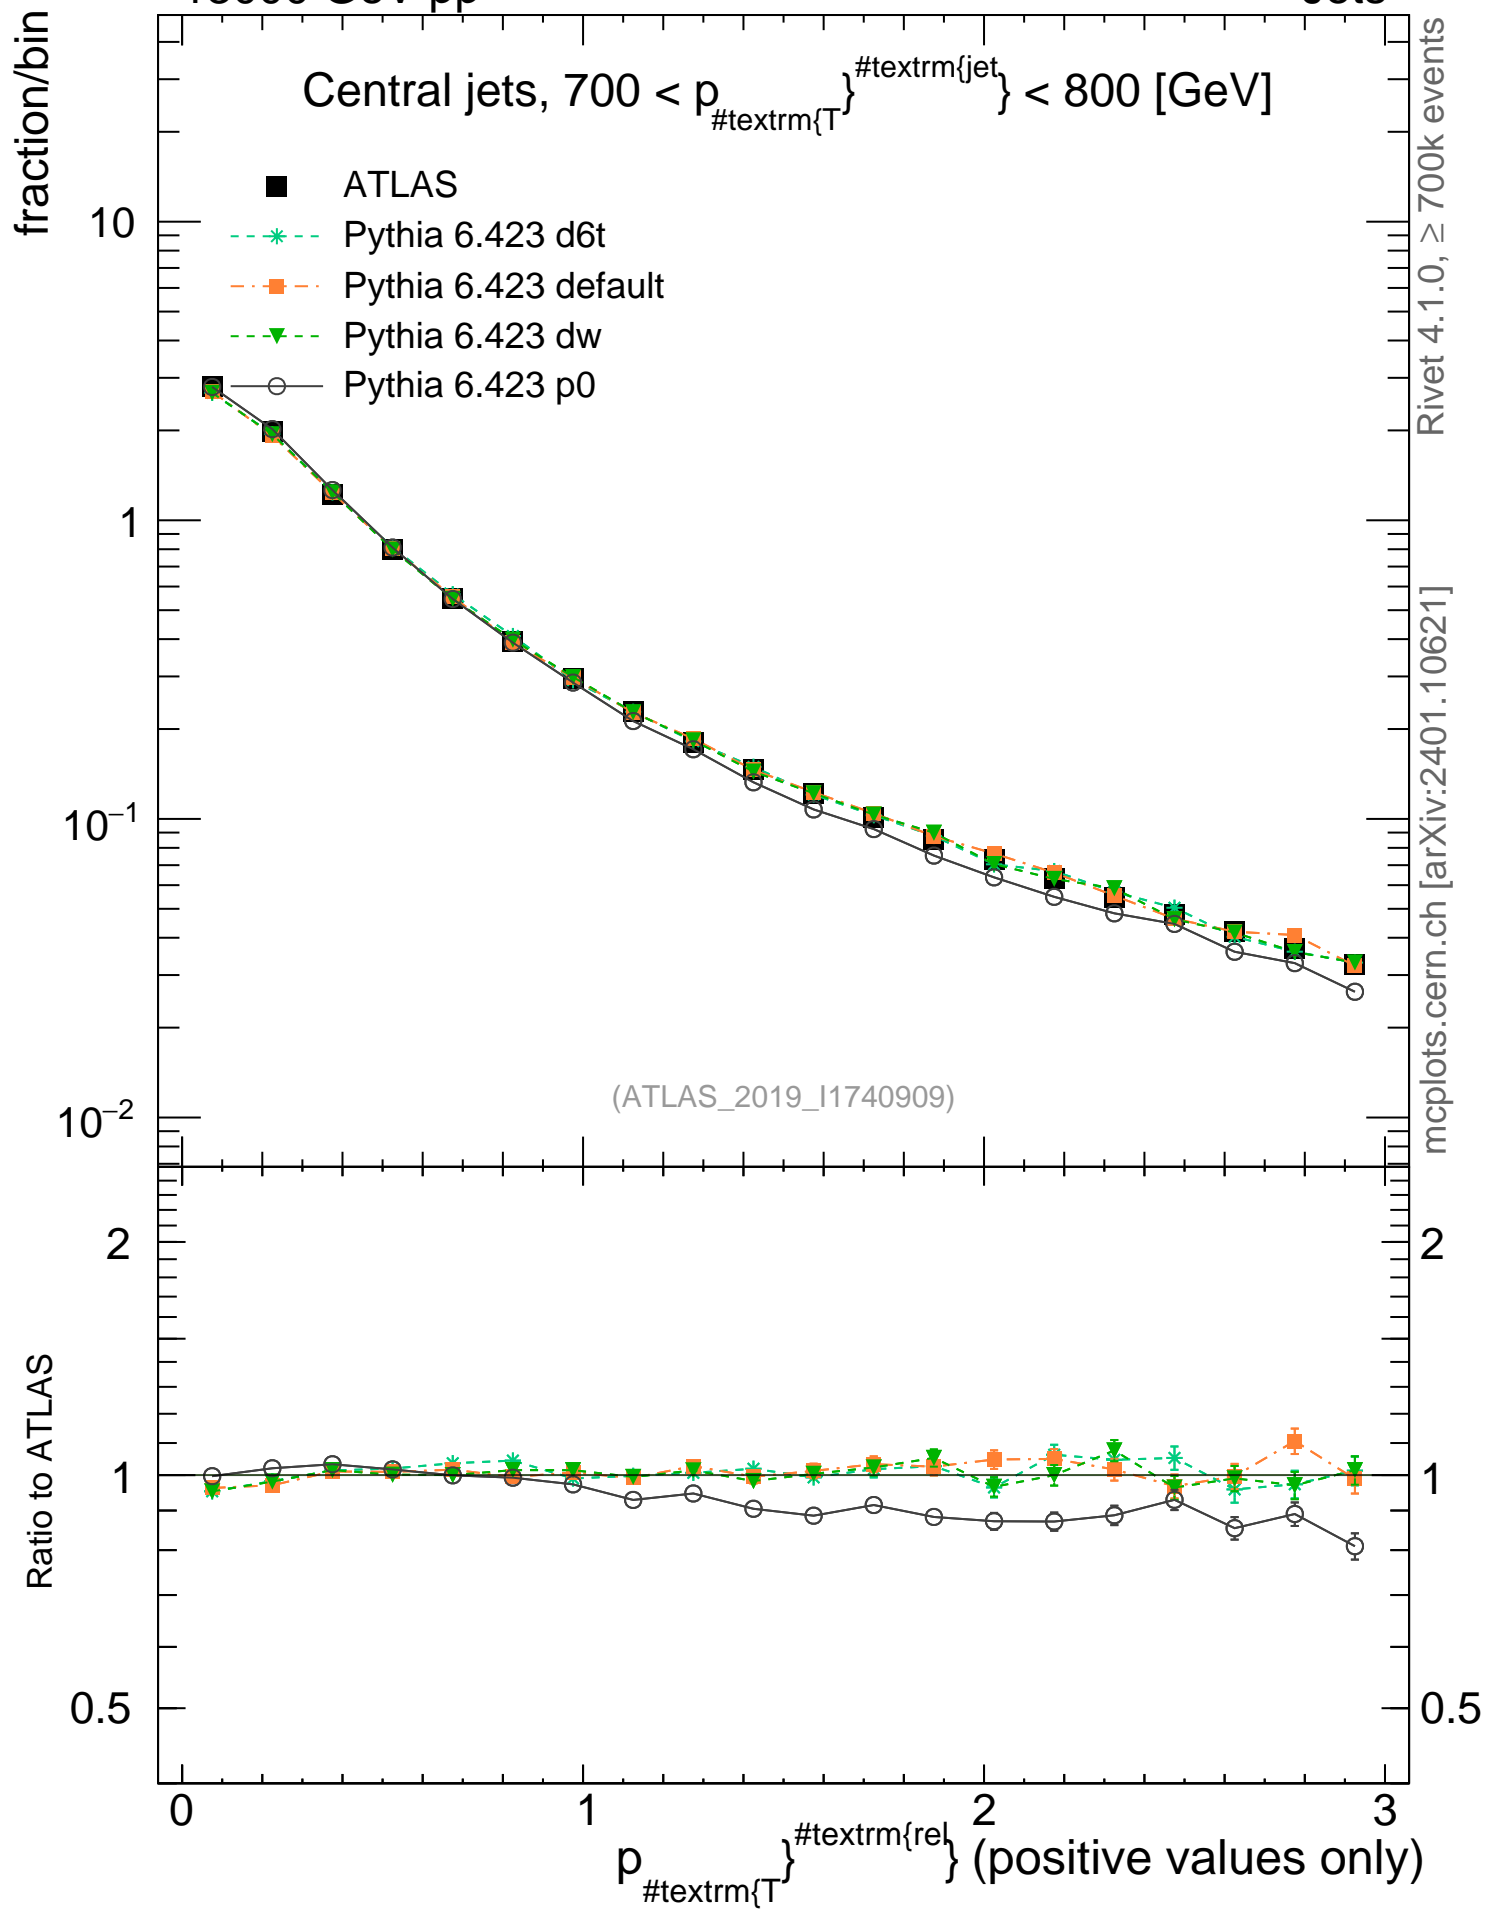 Central jets, 700 < p_#textrm{T}}^#textrm{jet}} < 800 [GeV]
fraction/bin
ATLAS
Pythia 6.423 d6t
Pythia 6.423 default
Pythia 6.423 dw
Pythia 6.423 p0
10
1
10⁻¹
10⁻²
(ATLAS_2019_I1740909)
Rivet 4.1.0, ≥ 700k events
mcplots.cern.ch [arXiv:2401.10621]
Ratio to ATLAS
2
1
0.5
2
1
0.5
0 1 2 3
p_#textrm{T}}^#textrm{rel}} (positive values only)